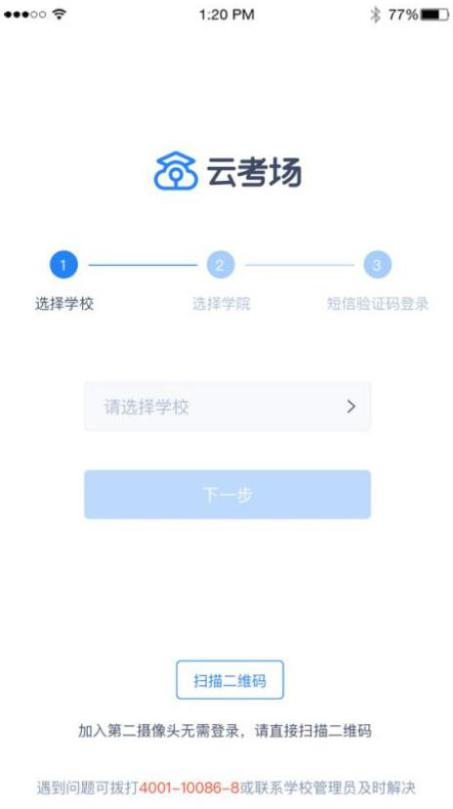 1:20 PM
77%
云考场
1
2
3
选择学校
选择学院
短信验证码登录
请选择学校
下一步
扫描二维码
加入第二摄像头无需登录，请直接扫描二维码
遇到问题可拨打4001-10086-8或联系学校管理员及时解决